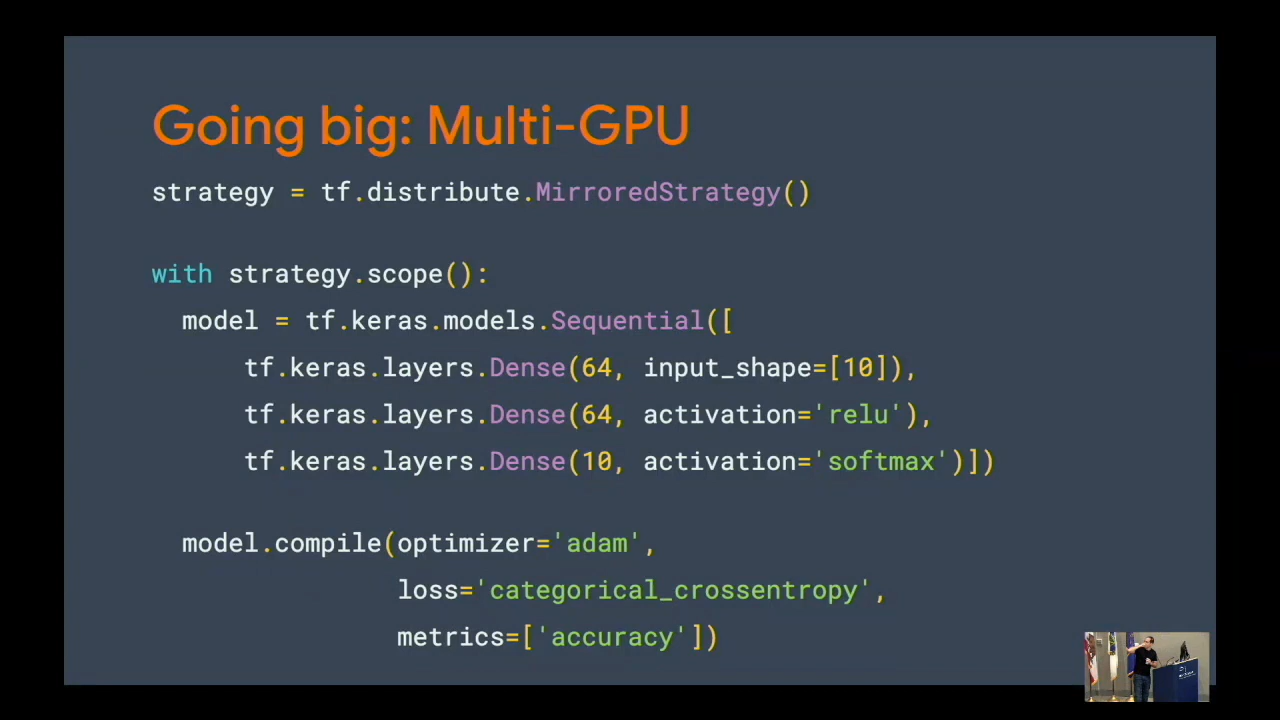 Going big: Multi-GPU
strategy = tf.distribute.MirroredStrategy()
with strategy.scope():
model = tf.keras.models.Sequential([
tf.keras.layers.Dense(64, input_shape=[10]),
tf.keras.layers.Dense(64, activation='relu'),
tf.keras.layers.Dense(10, activation='softmax')])
model.compile(optimizer='adam',
loss='categorical_crossentropy',
metrics=['accuracy'])